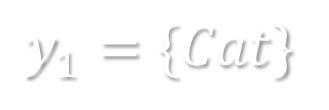 y₁ = {Cat}